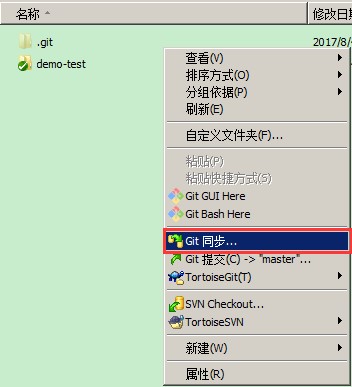 名称
修改日期
.git
2017/8/
demo-test
查看(V)
排序方式(O)
分组依据(P)
刷新(E)
自定义文件夹(F)...
粘贴(P)
粘贴快捷方式(S)
Git GUI Here
Git Bash Here
Git 同步...
Git 提交(C) -> "master"...
TortoiseGit(T)
SVN Checkout...
TortoiseSVN
新建(W)
属性(R)